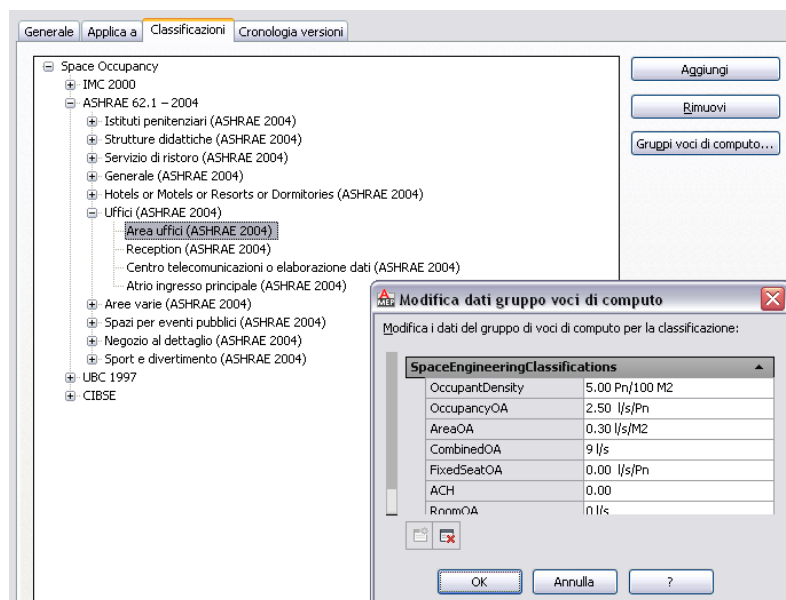 Generale Applica a Classificazioni Cronologia versioni
Space Occupancy
IMC 2000
ASHRAE 62.1 – 2004
Istituti penitenziari (ASHRAE 2004)
Strutture didattiche (ASHRAE 2004)
Servizio di ristoro (ASHRAE 2004)
Generale (ASHRAE 2004)
Hotels or Motels or Resorts or Dormitories (ASHRAE 2004)
Uffici (ASHRAE 2004)
Area uffici (ASHRAE 2004)
Reception (ASHRAE 2004)
Centro telecomunicazioni o elaborazione dati (ASHRAE 2004)
Atrio ingresso principale (ASHRAE 2004)
Aree varie (ASHRAE 2004)
Spazi per eventi pubblici (ASHRAE 2004)
Negozio al dettaglio (ASHRAE 2004)
Sport e divertimento (ASHRAE 2004)
UBC 1997
CIBSE
Aggiungi
Rimuovi
Gruppi voci di computo...
MEP Modifica dati gruppo voci di computo
Modifica i dati del gruppo di voci di computo per la classificazione:
SpaceEngineeringClassifications
OccupantDensity 5.00 Pn/100 M2
OccupancyOA 2.50 l/s/Pn
AreaOA 0.30 l/s/M2
CombinedOA 9 l/s
FixedSeatOA 0.00 l/s/Pn
ACH 0.00
RoomOA 0 l/s
OK Annulla ?